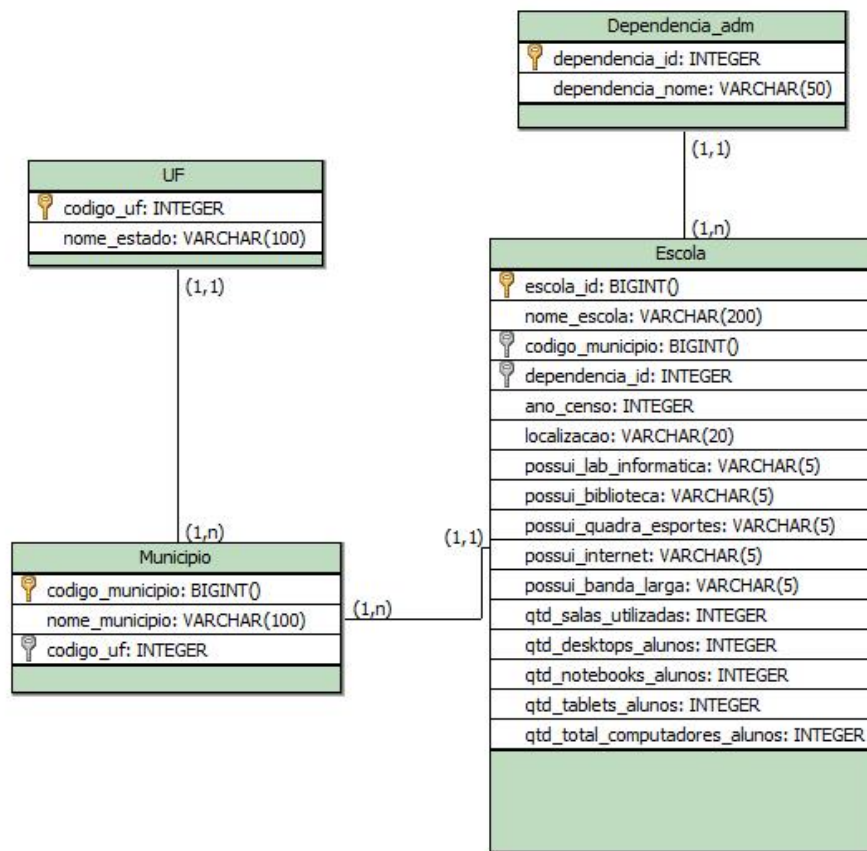 Dependencia_adm
dependencia_id: INTEGER
dependencia_nome: VARCHAR(50)
(1,1)
(1,n)
UF
codigo_uf: INTEGER
nome_estado: VARCHAR(100)
(1,1)
(1,n)
Municipio
codigo_municipio: BIGINT()
nome_municipio: VARCHAR(100)
codigo_uf: INTEGER
(1,n)
(1,1)
Escola
escola_id: BIGINT()
nome_escola: VARCHAR(200)
codigo_municipio: BIGINT()
dependencia_id: INTEGER
ano_censo: INTEGER
localizacao: VARCHAR(20)
possui_lab_informatica: VARCHAR(5)
possui_biblioteca: VARCHAR(5)
possui_quadra_esportes: VARCHAR(5)
possui_internet: VARCHAR(5)
possui_banda_larga: VARCHAR(5)
qtd_salas_utilizadas: INTEGER
qtd_desktops_alunos: INTEGER
qtd_notebooks_alunos: INTEGER
qtd_tablets_alunos: INTEGER
qtd_total_computadores_alunos: INTEGER